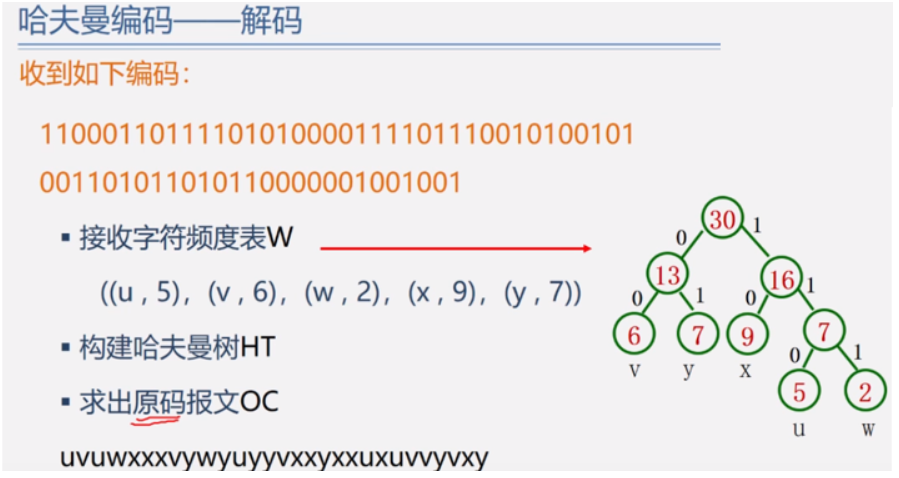 哈夫曼编码——解码
收到如下编码：
11000110111101010000111101110010100101
001101011010110000001001001
▪ 接收字符频度表W
((u , 5)，(v , 6)，(w , 2)，(x , 9)，(y , 7))
▪ 构建哈夫曼树HT
▪ 求出原码报文OC
uvuwxxxvywyuyyvxxyxxuxuvvyvxy
30
0 1
13 16
0 1 0 1
6 7 9 7
v y x
0 1
5 2
u w